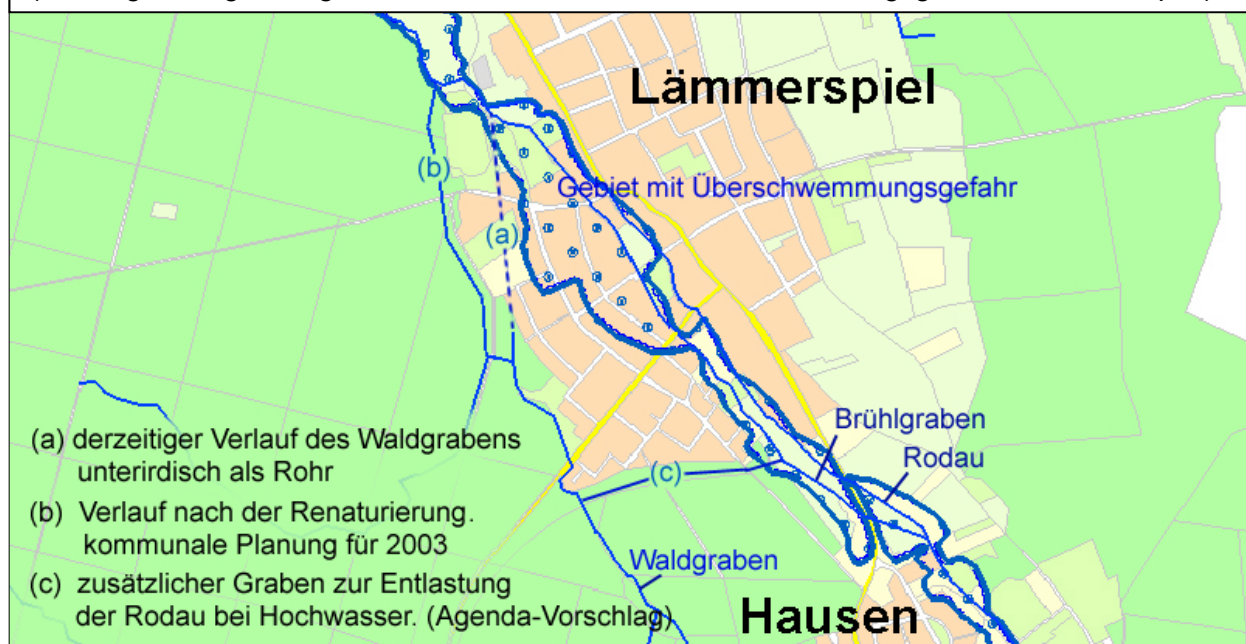 Lämmerspiel
(b)
Gebiet mit Überschwemmungsgefahr
(a)
Brühlgraben
Rodau
(c)
Waldgraben
Hausen
(a) derzeitiger Verlauf des Waldgrabens
unterirdisch als Rohr
(b) Verlauf nach der Renaturierung.
kommunale Planung für 2003
(c) zusätzlicher Graben zur Entlastung
der Rodau bei Hochwasser. (Agenda-Vorschlag)